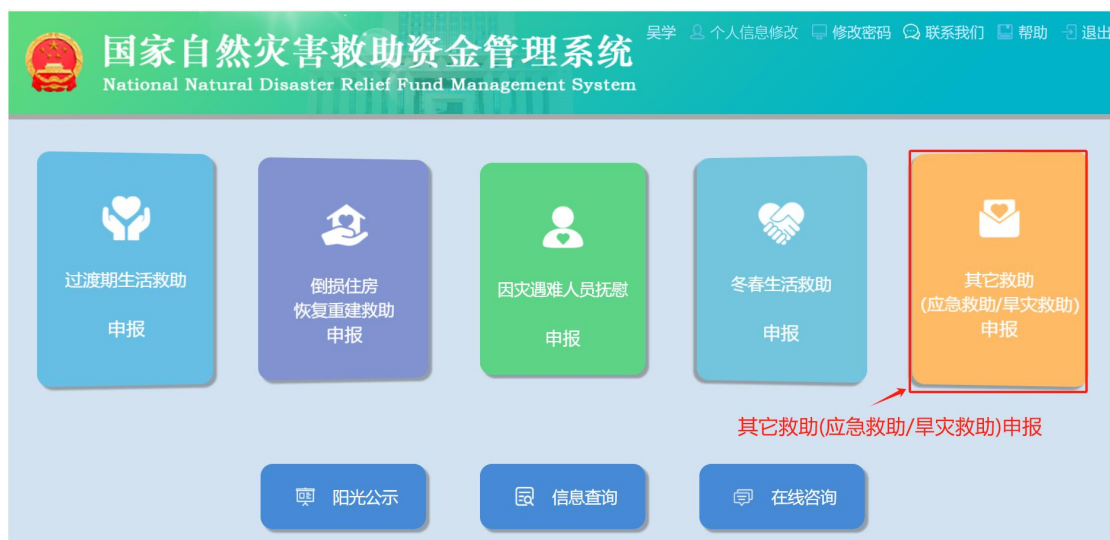 吴学 个人信息修改 修改密码 联系我们 帮助 退出
国家自然灾害救助资金管理系统
National Natural Disaster Relief Fund Management System
过渡期生活救助
申报
倒损住房
恢复重建救助
申报
因灾遇难人员抚慰
申报
冬春生活救助
申报
其它救助
(应急救助/旱灾救助)
申报
其它救助(应急救助/旱灾救助)申报
阳光公示
信息查询
在线咨询